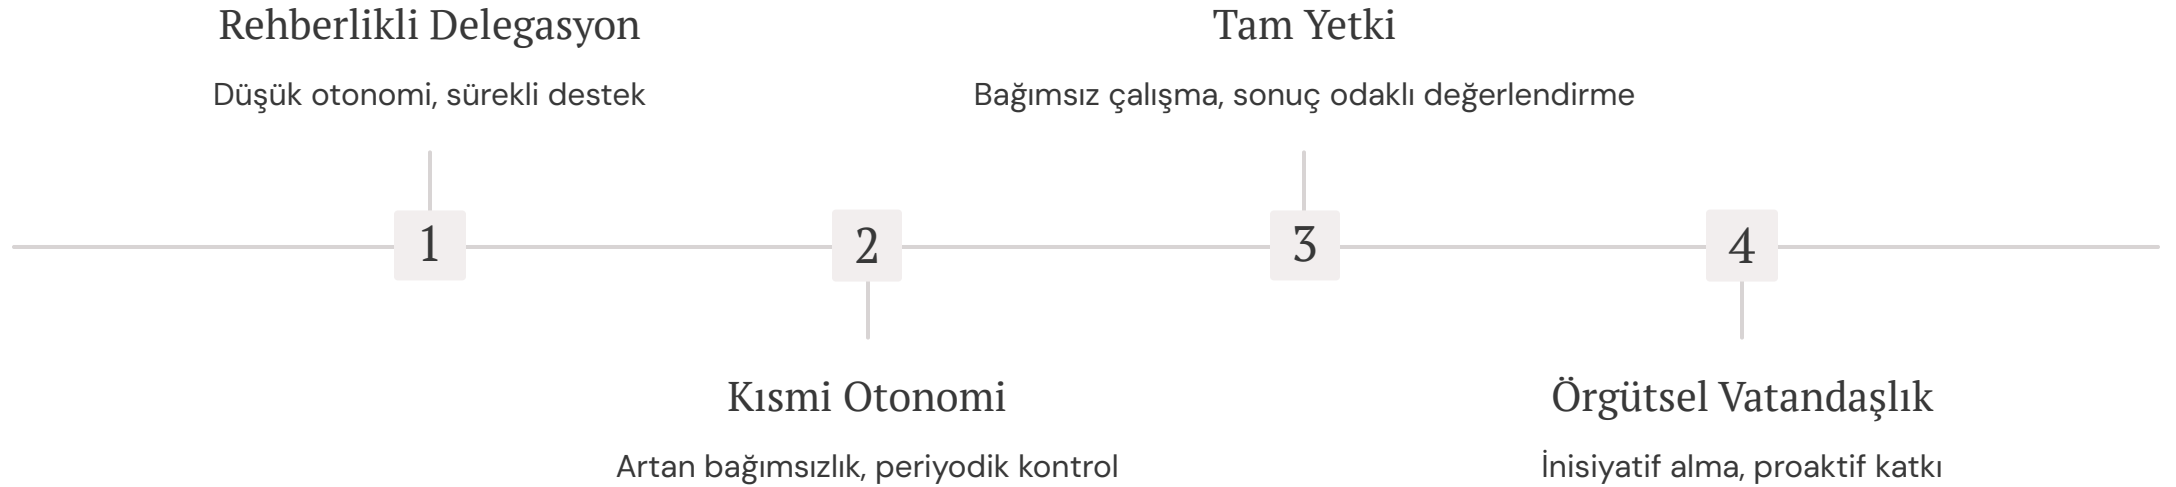 Rehberlikli Delegasyon
Düşük otonomi, sürekli destek
Tam Yetki
Bağımsız çalışma, sonuç odaklı değerlendirme
1
2
3
4
Kısmi Otonomi
Artan bağımsızlık, periyodik kontrol
Örgütsel Vatandaşlık
İnisiyatif alma, proaktif katkı